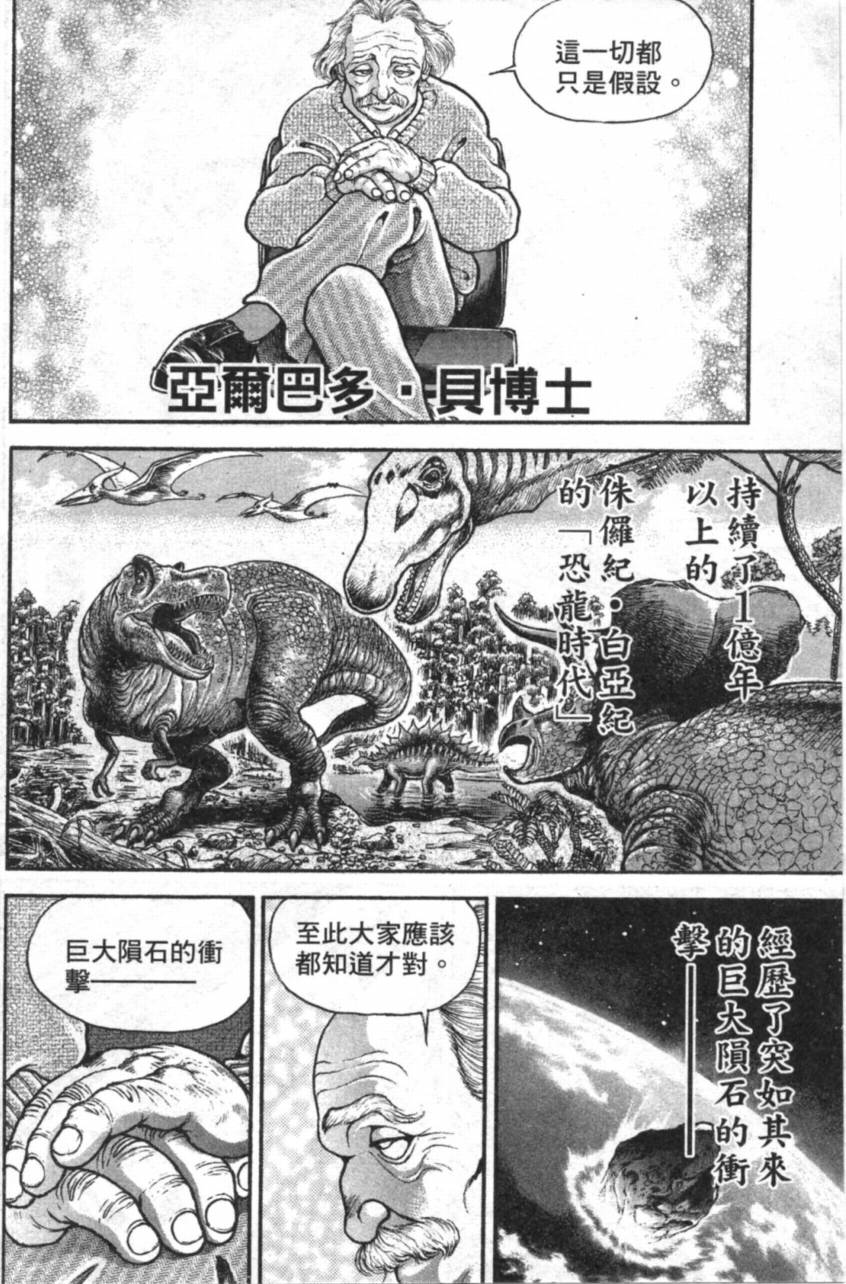 這一切都
只是假設。
亞爾巴多・貝博士
持續了1億年
以上的
侏儸紀・白亞紀
的「恐龍時代」
經歷了突如其來
的巨大隕石的衝
擊——
至此大家應該
都知道才對。
巨大隕石的衝
擊———